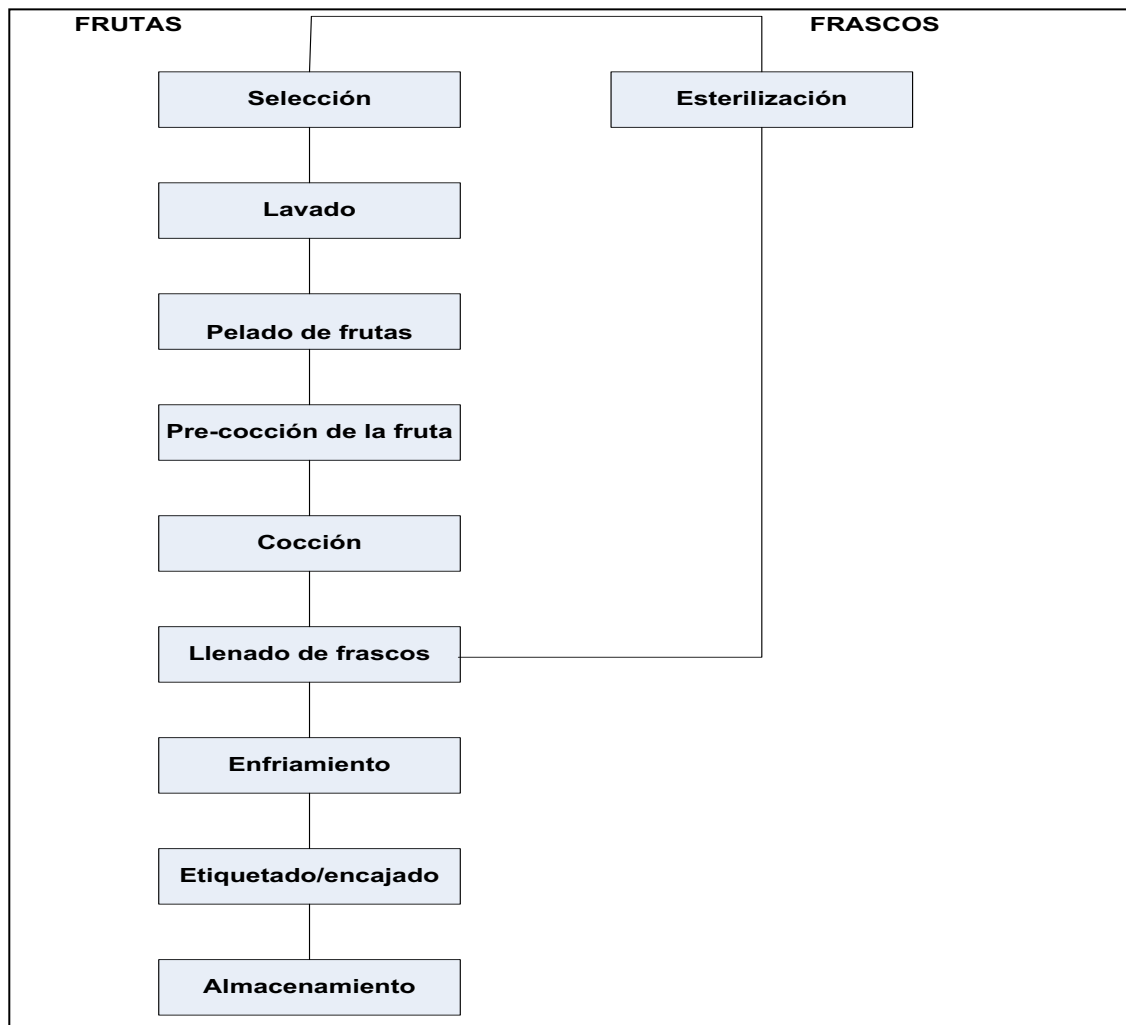 FRUTAS
FRASCOS
Selección
Esterilización
Lavado
Pelado de frutas
Pre-cocción de la fruta
Cocción
Llenado de frascos
Enfriamiento
Etiquetado/encajado
Almacenamiento